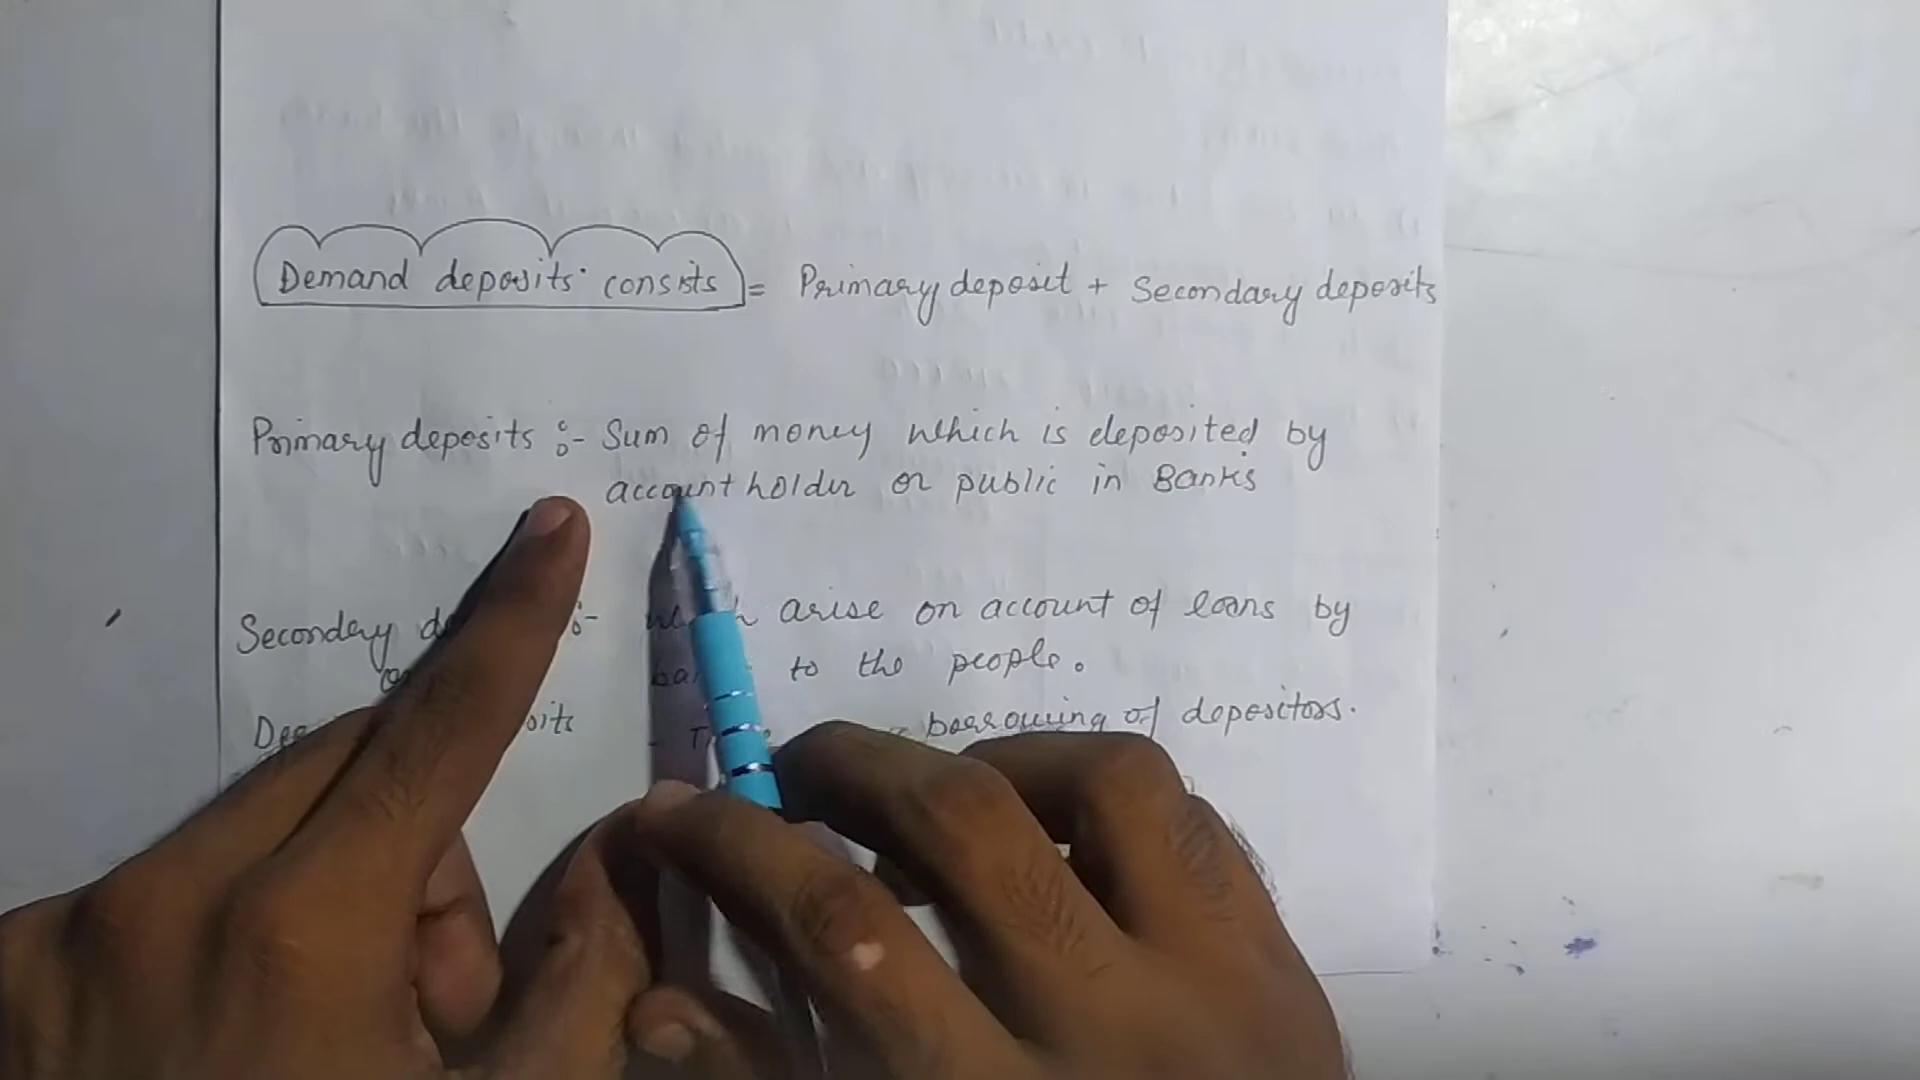 Demand deposits consists = Primary deposit + Secondary deposits
Primary deposits :- Sum of money which is deposited by
account holder or public in Banks
Secondary :- arise on account of loans by
to the people.
borrowing of depositors.